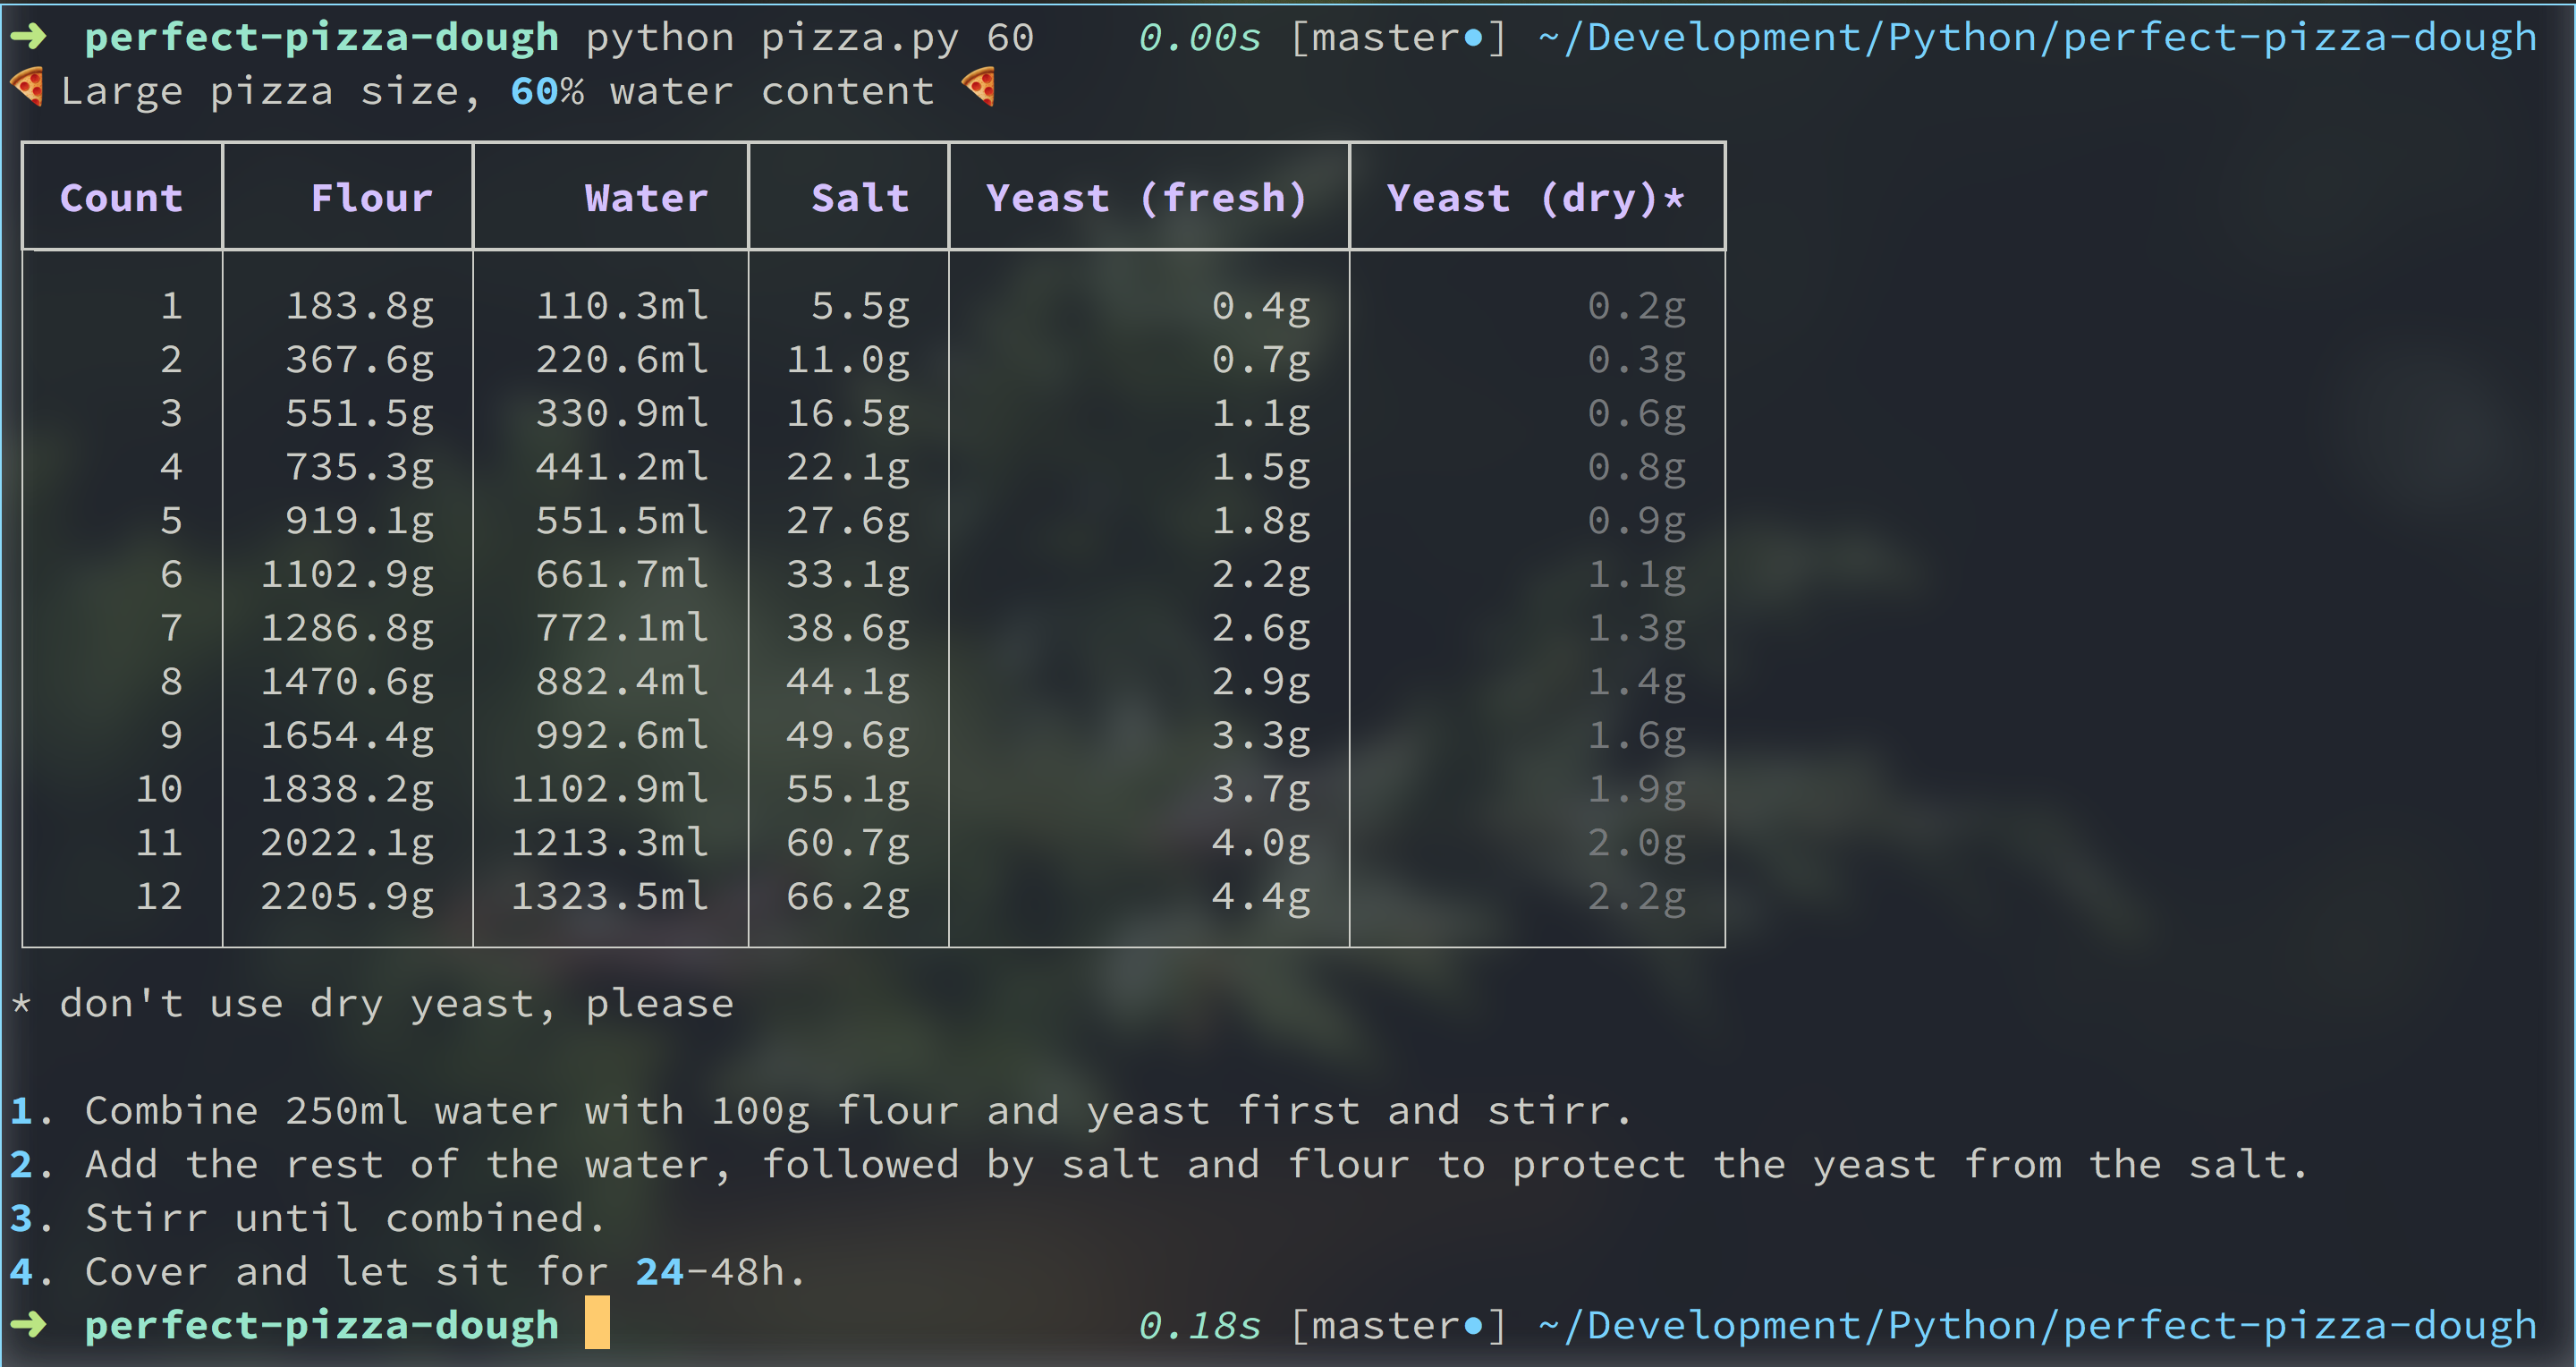 ➜ perfect-pizza-dough python pizza.py 60 0.00s [master●] ~/Development/Python/perfect-pizza-dough
🍕 Large pizza size, 60% water content 🍕
Count Flour Water Salt Yeast (fresh) Yeast (dry)*
1 183.8g 110.3ml 5.5g 0.4g 0.2g
2 367.6g 220.6ml 11.0g 0.7g 0.3g
3 551.5g 330.9ml 16.5g 1.1g 0.6g
4 735.3g 441.2ml 22.1g 1.5g 0.8g
5 919.1g 551.5ml 27.6g 1.8g 0.9g
6 1102.9g 661.7ml 33.1g 2.2g 1.1g
7 1286.8g 772.1ml 38.6g 2.6g 1.3g
8 1470.6g 882.4ml 44.1g 2.9g 1.4g
9 1654.4g 992.6ml 49.6g 3.3g 1.6g
10 1838.2g 1102.9ml 55.1g 3.7g 1.9g
11 2022.1g 1213.3ml 60.7g 4.0g 2.0g
12 2205.9g 1323.5ml 66.2g 4.4g 2.2g
* don't use dry yeast, please
1. Combine 250ml water with 100g flour and yeast first and stirr.
2. Add the rest of the water, followed by salt and flour to protect the yeast from the salt.
3. Stirr until combined.
4. Cover and let sit for 24-48h.
➜ perfect-pizza-dough 0.18s [master●] ~/Development/Python/perfect-pizza-dough